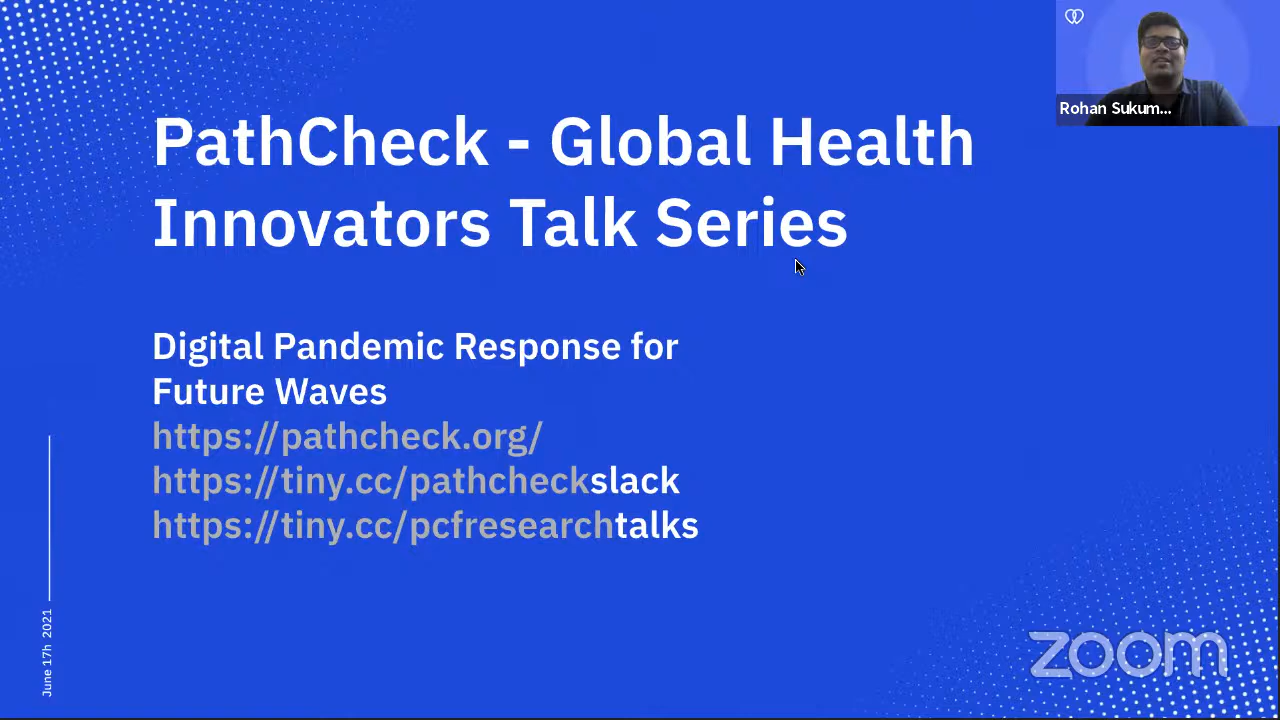 PathCheck - Global Health
Innovators Talk Series
Rohan Sukum...
Digital Pandemic Response for
Future Waves
https://pathcheck.org/
https://tiny.cc/pathcheckslack
https://tiny.cc/pcfresearchtalks
June 17h 2021
zoom